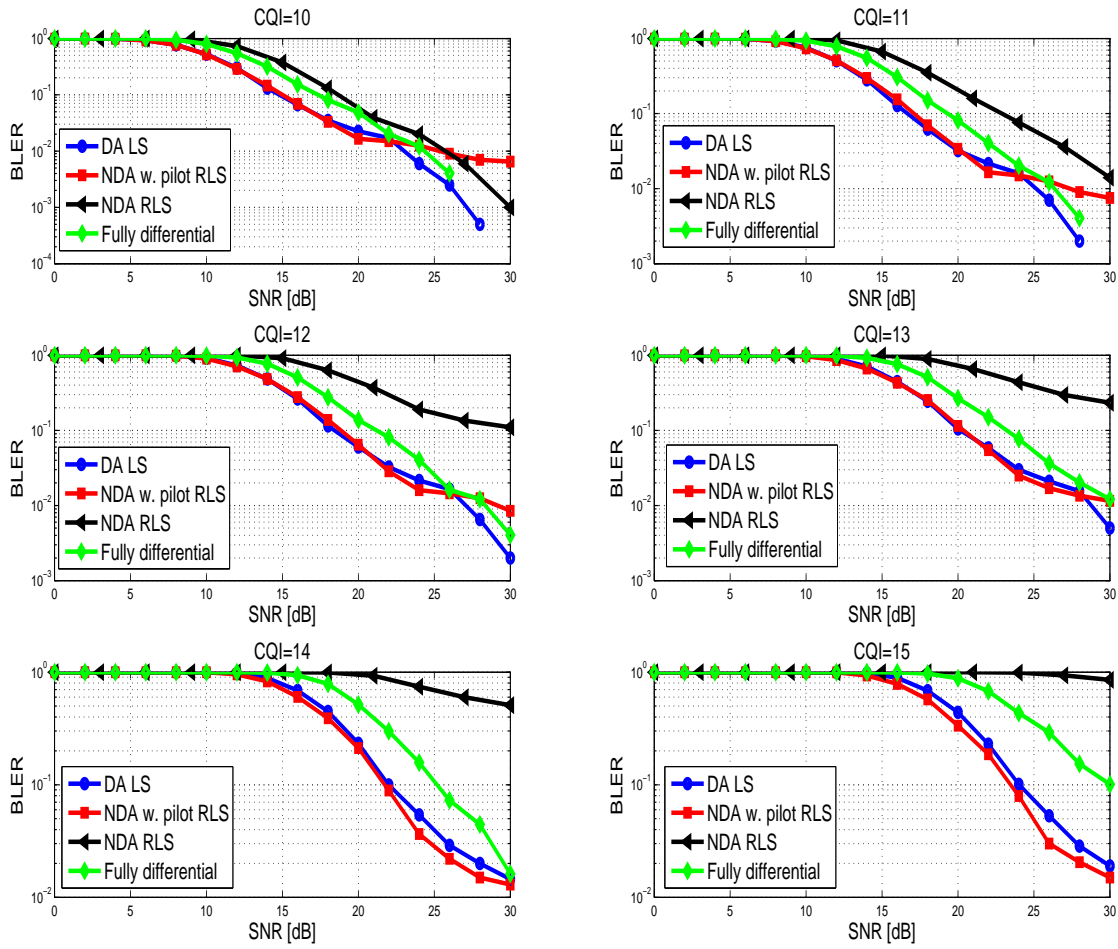 CQI=10
10^0
10^−1
10^−2
10^−3
10^−4
BLER
DA LS
NDA w. pilot RLS
NDA RLS
Fully differential
0 5 10 15 20 25 30
SNR [dB]
CQI=11
10^0
10^−1
10^−2
10^−3
BLER
DA LS
NDA w. pilot RLS
NDA RLS
Fully differential
0 5 10 15 20 25 30
SNR [dB]
CQI=12
10^0
10^−1
10^−2
10^−3
BLER
DA LS
NDA w. pilot RLS
NDA RLS
Fully differential
0 5 10 15 20 25 30
SNR [dB]
CQI=13
10^0
10^−1
10^−2
10^−3
BLER
DA LS
NDA w. pilot RLS
NDA RLS
Fully differential
0 5 10 15 20 25 30
SNR [dB]
CQI=14
10^0
10^−1
10^−2
BLER
DA LS
NDA w. pilot RLS
NDA RLS
Fully differential
0 5 10 15 20 25 30
SNR [dB]
CQI=15
10^0
10^−1
10^−2
BLER
DA LS
NDA w. pilot RLS
NDA RLS
Fully differential
0 5 10 15 20 25 30
SNR [dB]